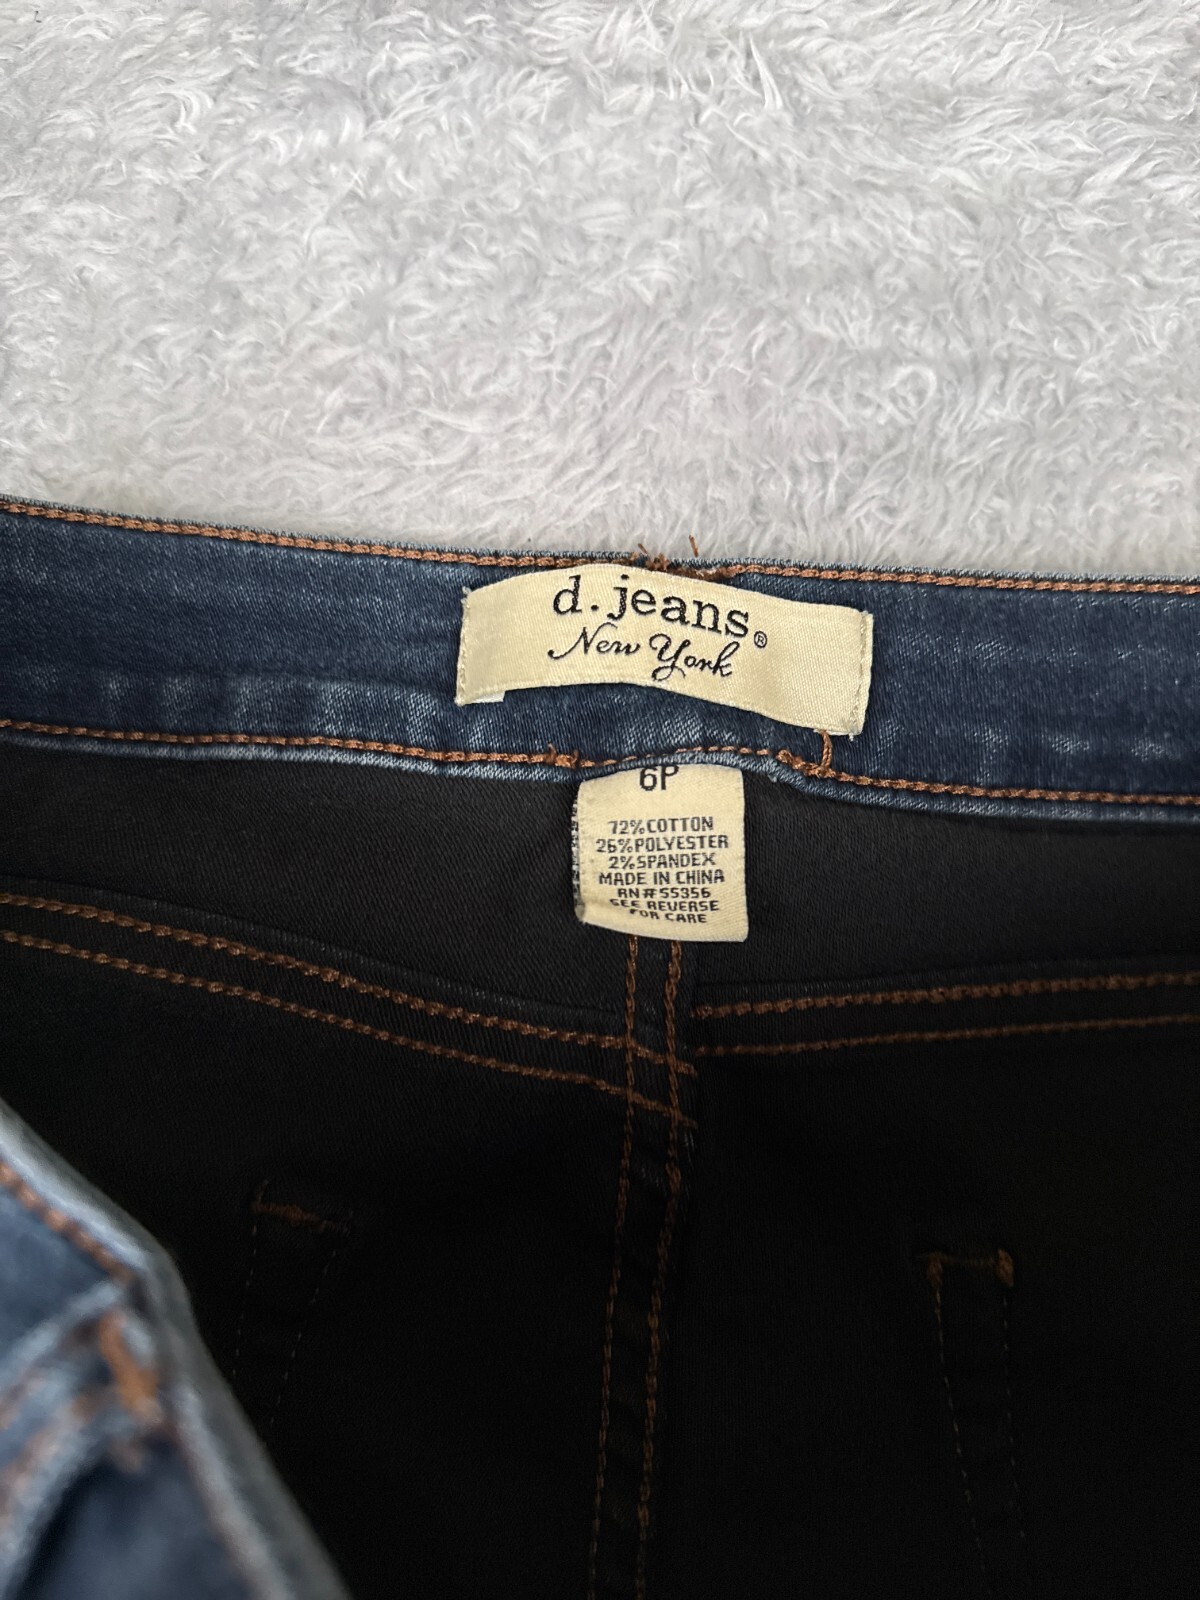 d.jeans®
New York
6P
72%COTTON
26%POLYESTER
2%SPANDEX
MADE IN CHINA
RN#55356
SEE REVERSE
FOR CARE